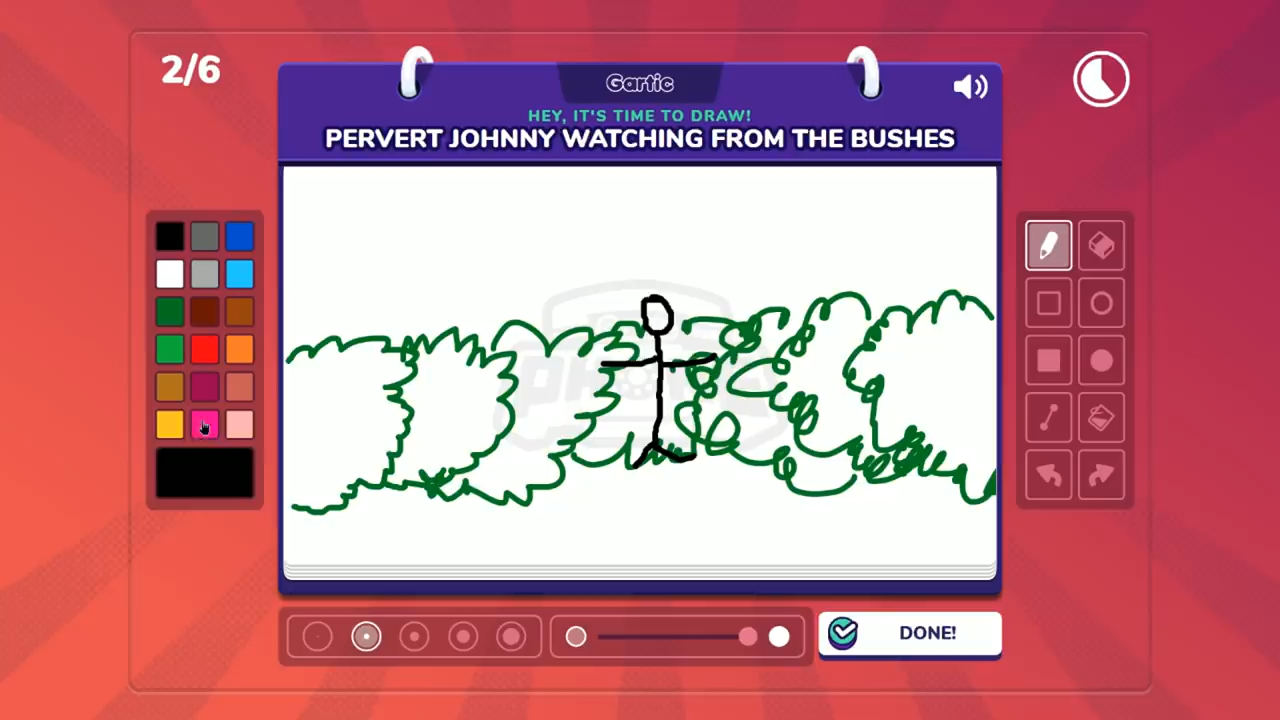 2/6
Gartic
HEY, IT'S TIME TO DRAW!
PERVERT JOHNNY WATCHING FROM THE BUSHES
DONE!